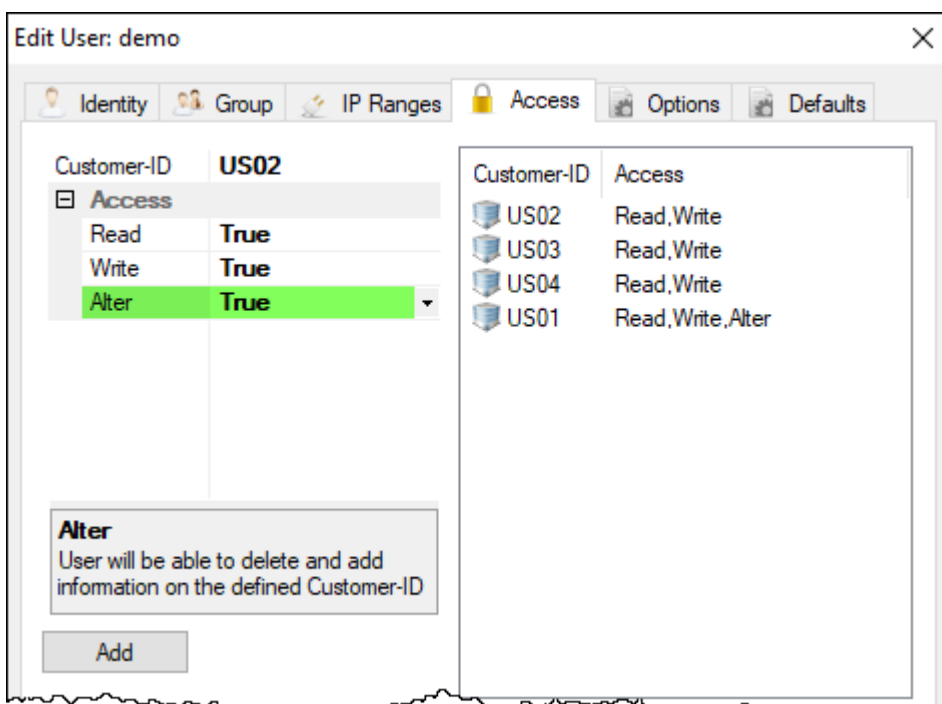 Edit User: demo
Identity Group IP Ranges Access Options Defaults
Customer-ID US02
Access
Read True
Write True
Alter True
Alter
User will be able to delete and add
information on the defined Customer-ID
Add
Customer-ID Access
US02 Read,Write
US03 Read,Write
US04 Read,Write
US01 Read,Write,Alter